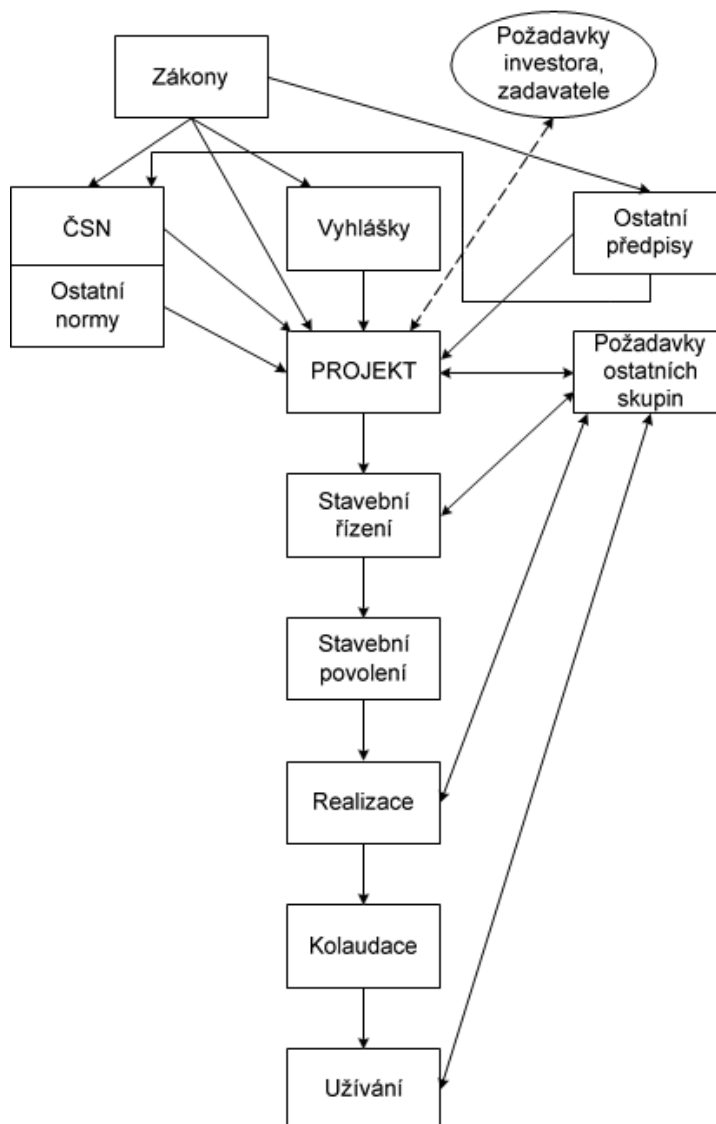 Požadavky
investora,
zadavatele
Zákony
ČSN
Vyhlášky
Ostatní
předpisy
Ostatní
normy
PROJEKT
Požadavky
ostatních
skupin
Stavební
řízení
Stavební
povolení
Realizace
Kolaudace
Užívání